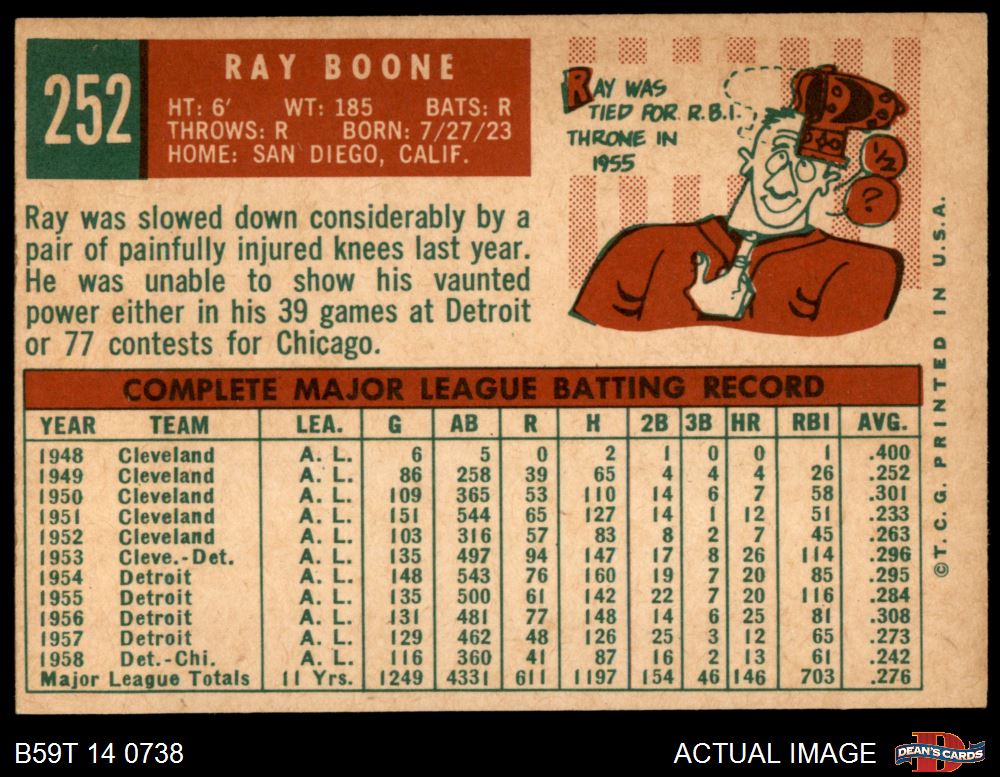 252
RAY BOONE
HT: 6' WT: 185 BATS: R
THROWS: R BORN: 7/27/23
HOME: SAN DIEGO, CALIF.
RAY WAS
TIED FOR R.B.I.
THRONE IN
1955
1/2
?
Ray was slowed down considerably by a
pair of painfully injured knees last year.
He was unable to show his vaunted
power either in his 39 games at Detroit
or 77 contests for Chicago.
COMPLETE MAJOR LEAGUE BATTING RECORD
YEAR TEAM LEA. G AB R H 2B 3B HR RBI AVG.
1948 Cleveland A. L. 6 5 0 2 1 0 0 1 .400
1949 Cleveland A. L. 86 258 39 65 4 4 4 26 .252
1950 Cleveland A. L. 109 365 53 110 14 6 7 58 .301
1951 Cleveland A. L. 151 544 65 127 14 1 12 51 .233
1952 Cleveland A. L. 103 316 57 83 8 2 7 45 .263
1953 Cleve.-Det. A. L. 135 497 94 147 17 8 26 114 .296
1954 Detroit A. L. 148 543 76 160 19 7 20 85 .295
1955 Detroit A. L. 135 500 61 142 22 7 20 116 .284
1956 Detroit A. L. 131 481 77 148 14 6 25 81 .308
1957 Detroit A. L. 129 462 48 126 25 3 12 65 .273
1958 Det.-Chi. A. L. 116 360 41 87 16 2 13 61 .242
Major League Totals 11 Yrs. 1249 4331 611 1197 154 46 146 703 .276
©T. C. G. PRINTED IN U.S.A.
B59T 14 0738
ACTUAL IMAGE
DEAN'S CARDS